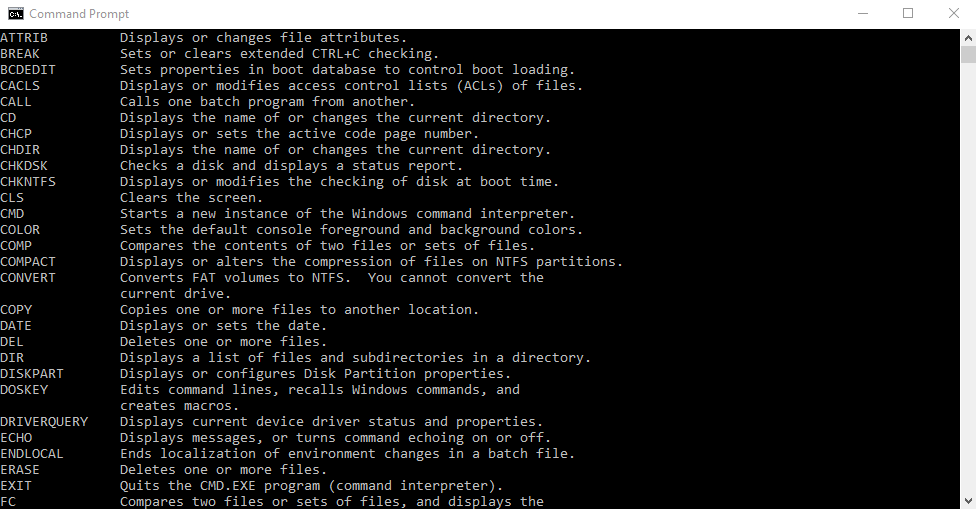 Command Prompt
ATTRIB Displays or changes file attributes.
BREAK Sets or clears extended CTRL+C checking.
BCDEDIT Sets properties in boot database to control boot loading.
CACLS Displays or modifies access control lists (ACLs) of files.
CALL Calls one batch program from another.
CD Displays the name of or changes the current directory.
CHCP Displays or sets the active code page number.
CHDIR Displays the name of or changes the current directory.
CHKDSK Checks a disk and displays a status report.
CHKNTFS Displays or modifies the checking of disk at boot time.
CLS Clears the screen.
CMD Starts a new instance of the Windows command interpreter.
COLOR Sets the default console foreground and background colors.
COMP Compares the contents of two files or sets of files.
COMPACT Displays or alters the compression of files on NTFS partitions.
CONVERT Converts FAT volumes to NTFS. You cannot convert the
current drive.
COPY Copies one or more files to another location.
DATE Displays or sets the date.
DEL Deletes one or more files.
DIR Displays a list of files and subdirectories in a directory.
DISKPART Displays or configures Disk Partition properties.
DOSKEY Edits command lines, recalls Windows commands, and
creates macros.
DRIVERQUERY Displays current device driver status and properties.
ECHO Displays messages, or turns command echoing on or off.
ENDLOCAL Ends localization of environment changes in a batch file.
ERASE Deletes one or more files.
EXIT Quits the CMD.EXE program (command interpreter).
FC Compares two files or sets of files, and displays the